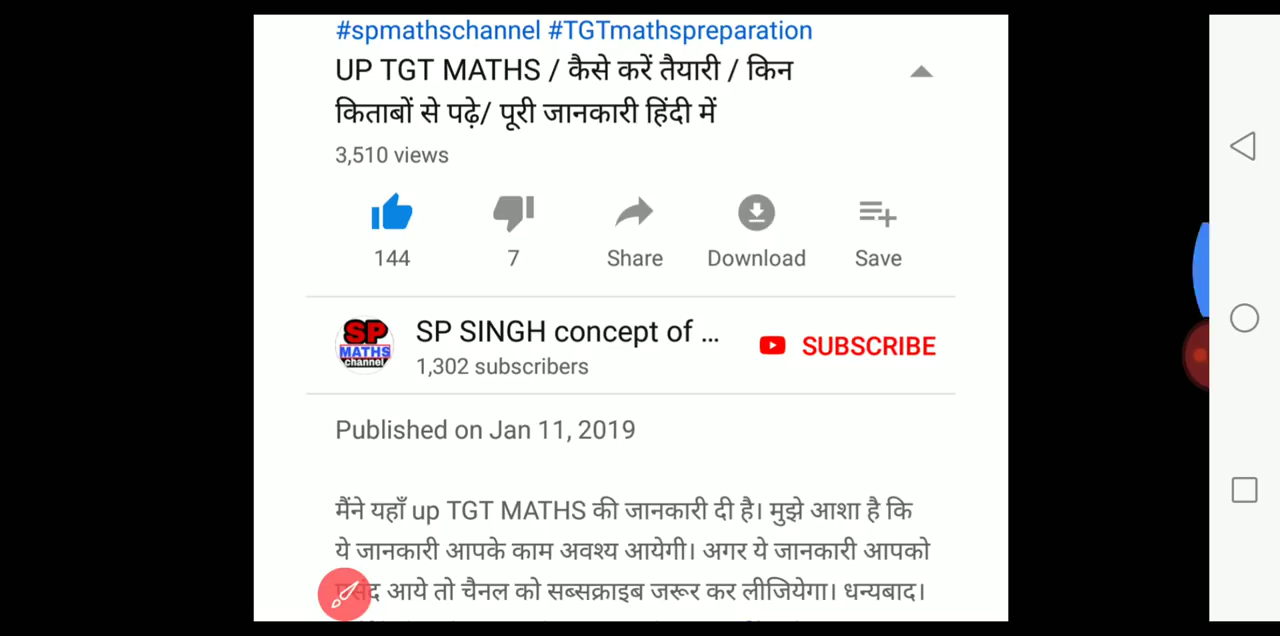 #spmathschannel #TGTmathspreparation
UP TGT MATHS / कैसे करें तैयारी / किन
किताबों से पढ़े/ पूरी जानकारी हिंदी में
3,510 views
144 7 Share Download Save
SP MATHS channel
SP SINGH concept of ...
SUBSCRIBE
1,302 subscribers
Published on Jan 11, 2019
मैंने यहाँ up TGT MATHS की जानकारी दी है। मुझे आशा है कि
ये जानकारी आपके काम अवश्य आयेगी। अगर ये जानकारी आपको
आये तो चैनल को सब्सक्राइब जरूर कर लीजियेगा। धन्यबाद।